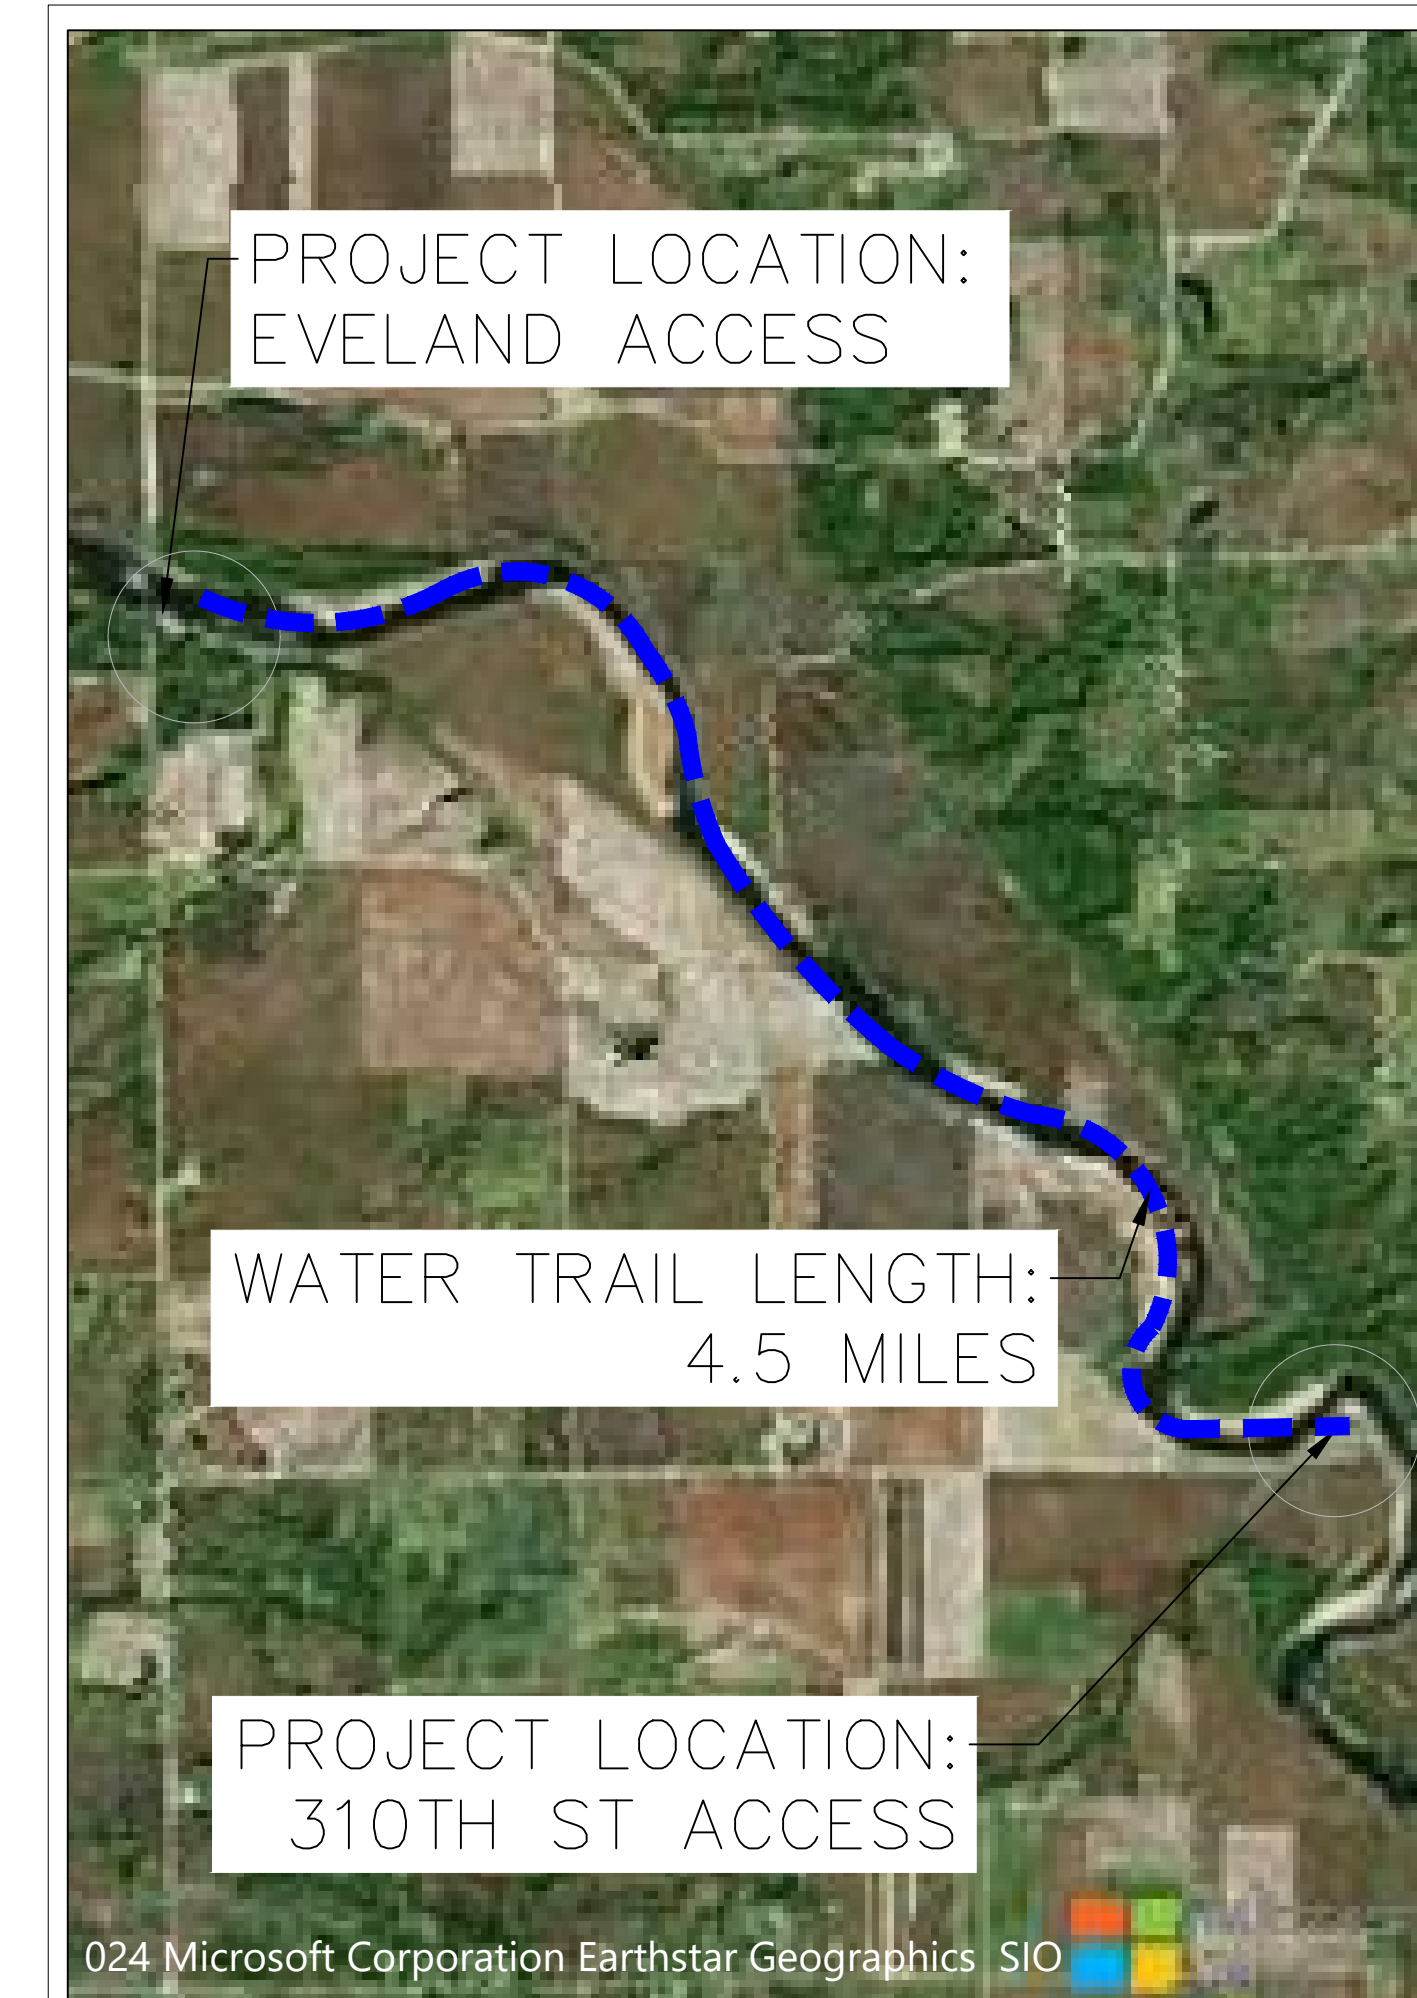 PROJECT LOCATION:
EVELAND ACCESS
WATER TRAIL LENGTH:
4.5 MILES
PROJECT LOCATION:
310TH ST ACCESS
024 Microsoft Corporation Earthstar Geographics SIO